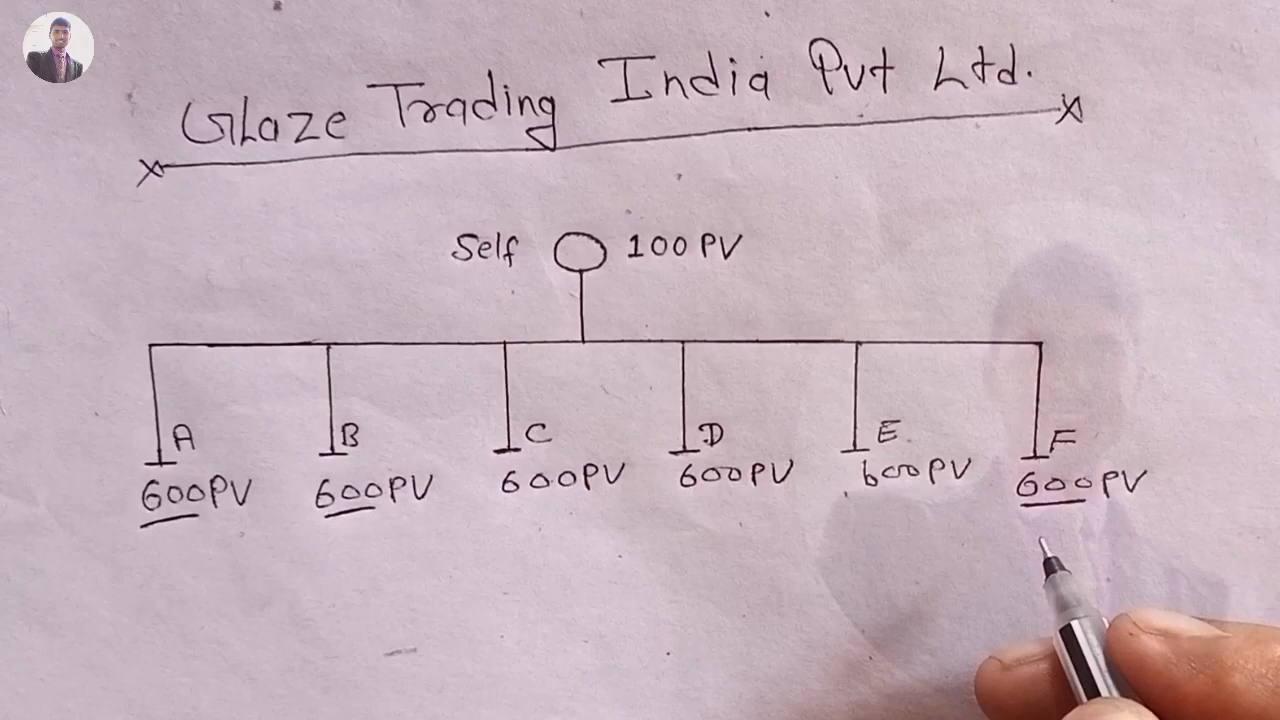 Glaze Trading India Pvt Ltd.
Self 100 PV
A B C D E F
600PV 600PV 600PV 600PV 600PV 600PV